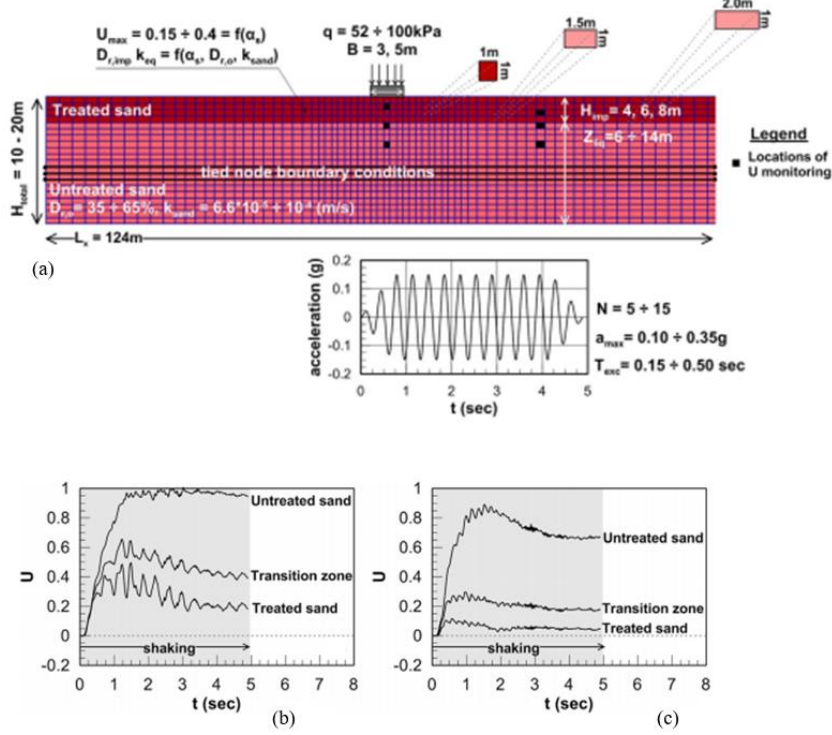 U_max = 0.15 ÷ 0.4 = f(α_s)
D_r,imp k_eq = f(α_s, D_r,o, k_sand)
q = 52 ÷ 100kPa
B = 3, 5m
1m
1m
1.5m
1m
2.0m
1m
Treated sand
H_imp = 4, 6, 8m
Z_liq = 6 ÷ 14m
H_total = 10 - 20m
tied node boundary conditions
Untreated sand
D_r,o = 35 ÷ 65%, k_sand = 6.6*10^-5 ÷ 10^-4 (m/s)
L_x = 124m
Legend
Locations of
U monitoring
(a)
acceleration (g)
0.2
0.1
0
-0.1
-0.2
0 1 2 3 4 5
t (sec)
N = 5 ÷ 15
a_max = 0.10 ÷ 0.35g
T_exc = 0.15 ÷ 0.50 sec
U
1
0.8
0.6
0.4
0.2
0
-0.2
Untreated sand
Transition zone
Treated sand
shaking
0 1 2 3 4 5 6 7 8
t (sec)
(b)
U
1
0.8
0.6
0.4
0.2
0
-0.2
Untreated sand
Transition zone
Treated sand
shaking
0 1 2 3 4 5 6 7 8
t (sec)
(c)